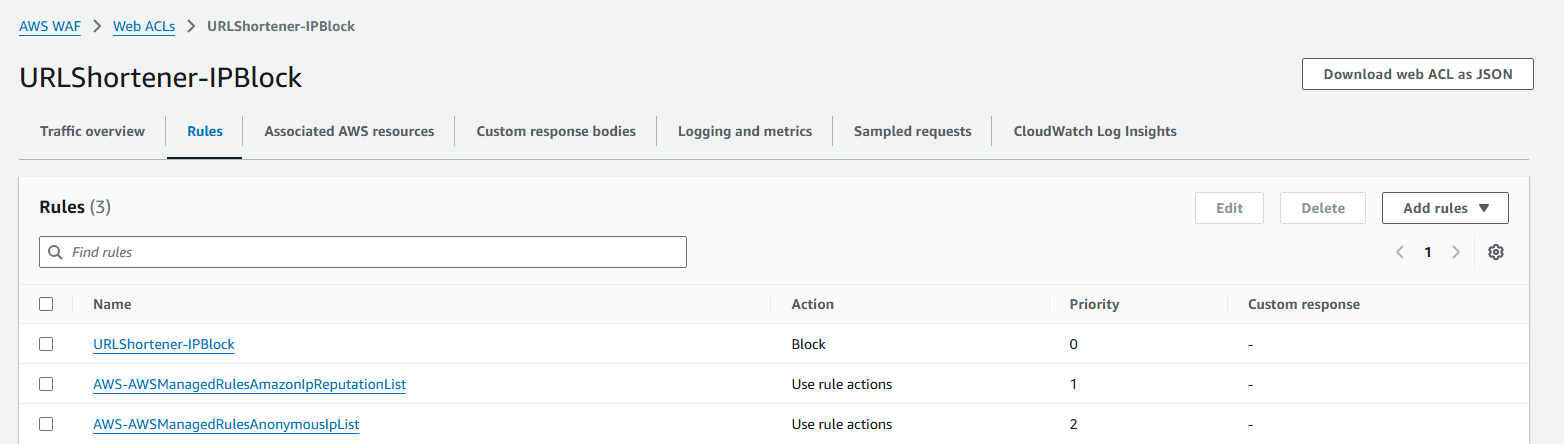 AWS WAF > Web ACLs > URLShortener-IPBlock
URLShortener-IPBlock
Download web ACL as JSON
Traffic overview Rules Associated AWS resources Custom response bodies Logging and metrics Sampled requests CloudWatch Log Insights
Rules (3)
Edit Delete Add rules
Find rules
1
Name Action Priority Custom response
URLShortener-IPBlock Block 0 -
AWS-AWSManagedRulesAmazonIpReputationList Use rule actions 1 -
AWS-AWSManagedRulesAnonymousIpList Use rule actions 2 -